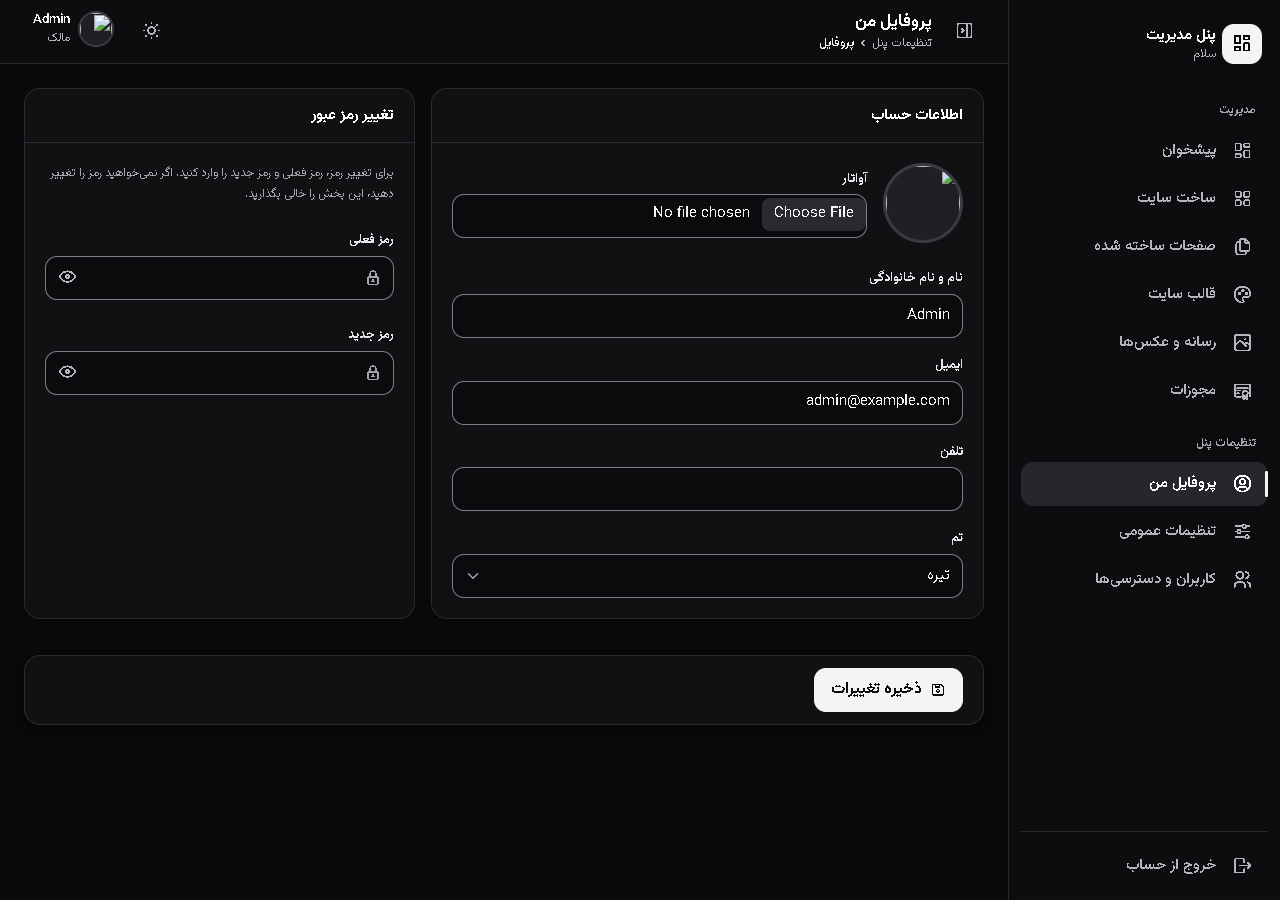 پنل مدیریت
سلام
مدیریت
پیشخوان
ساخت سایت
صفحات ساخته شده
قالب سایت
رسانه و عکس‌ها
مجوزات
تنظیمات پنل
پروفایل من
تنظیمات عمومی
کاربران و دسترسی‌ها
خروج از حساب
پروفایل من
تنظیمات پنل › پروفایل
Admin
مالک
اطلاعات حساب
آواتار
Choose File No file chosen
نام و نام خانوادگی
Admin
ایمیل
admin@example.com
تلفن
تم
تیره
تغییر رمز عبور
برای تغییر رمز، رمز فعلی و رمز جدید را وارد کنید. اگر نمی‌خواهید رمز را تغییر
دهید، این بخش را خالی بگذارید.
رمز فعلی
رمز جدید
ذخیره تغییرات